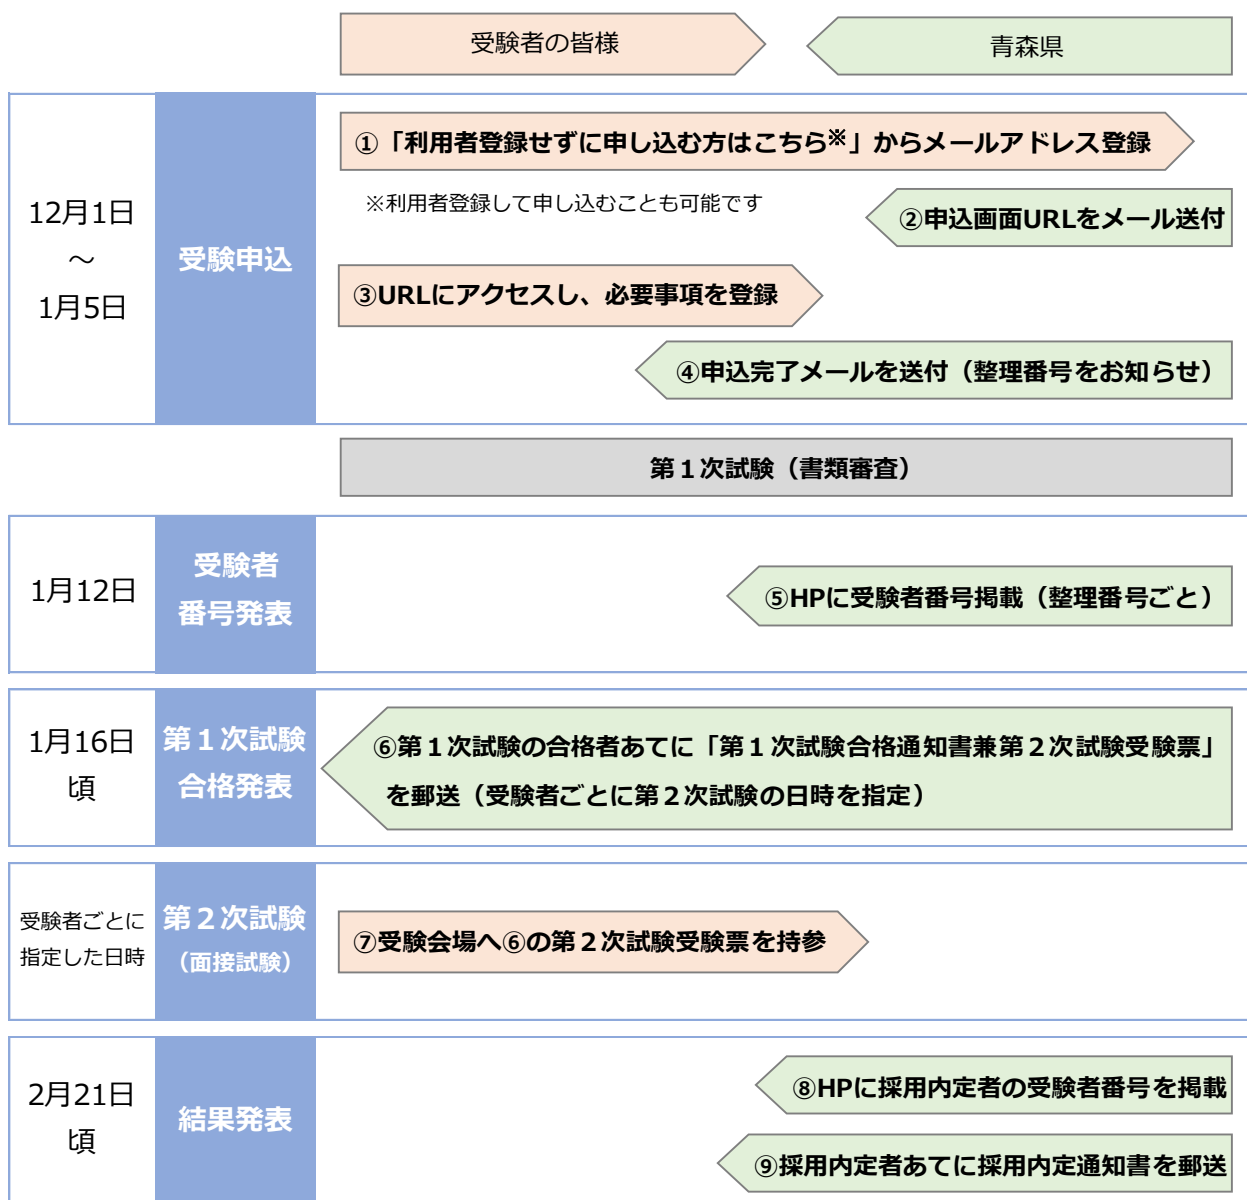 受験者の皆様
青森県
12月1日
～
1月5日
受験申込
①「利用者登録せずに申し込む方はこちら※」からメールアドレス登録
※利用者登録して申し込むことも可能です
②申込画面URLをメール送付
③URLにアクセスし、必要事項を登録
④申込完了メールを送付（整理番号をお知らせ）
第１次試験（書類審査）
1月12日
受験者
番号発表
⑤HPに受験者番号掲載（整理番号ごと）
1月16日
頃
第１次試験
合格発表
⑥第１次試験の合格者あてに「第１次試験合格通知書兼第２次試験受験票」
を郵送（受験者ごとに第２次試験の日時を指定）
受験者ごとに
指定した日時
第２次試験
（面接試験）
⑦受験会場へ⑥の第２次試験受験票を持参
2月21日
頃
結果発表
⑧HPに採用内定者の受験者番号を掲載
⑨採用内定者あてに採用内定通知書を郵送